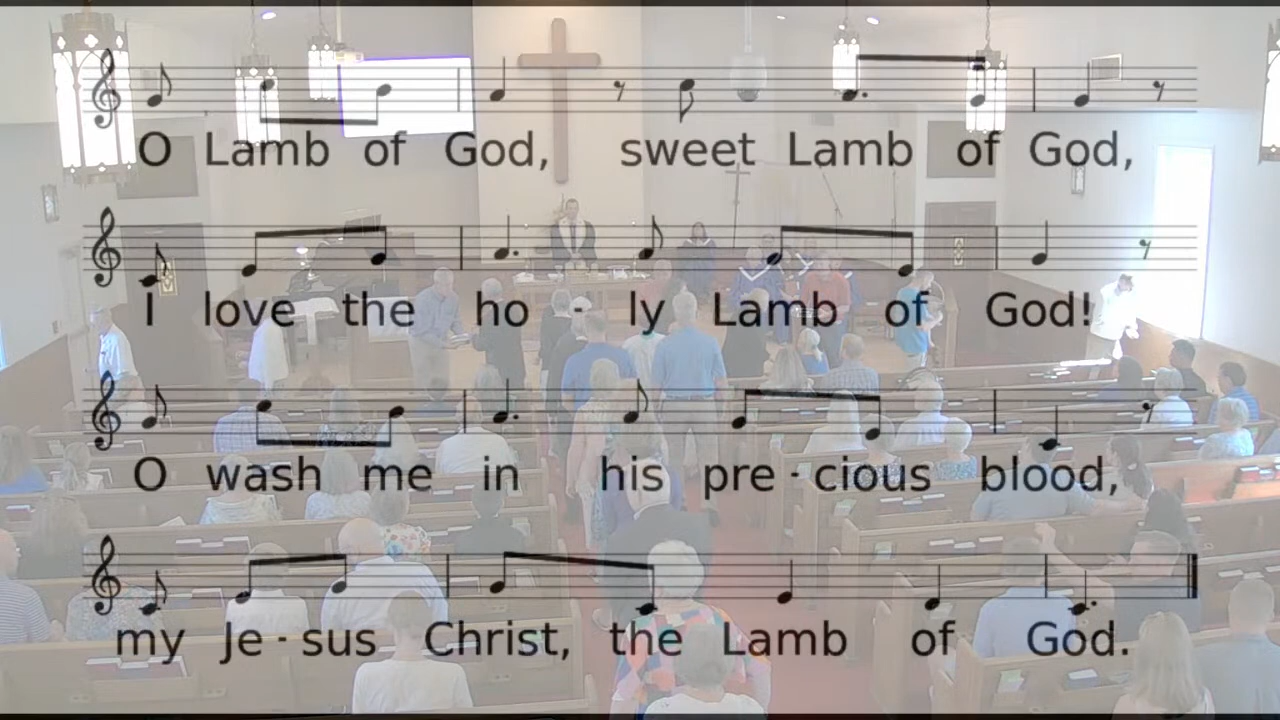 O Lamb of God, sweet Lamb of God,
I love the ho - ly Lamb of God!
O wash me in his pre - cious blood,
my Je - sus Christ, the Lamb of God.